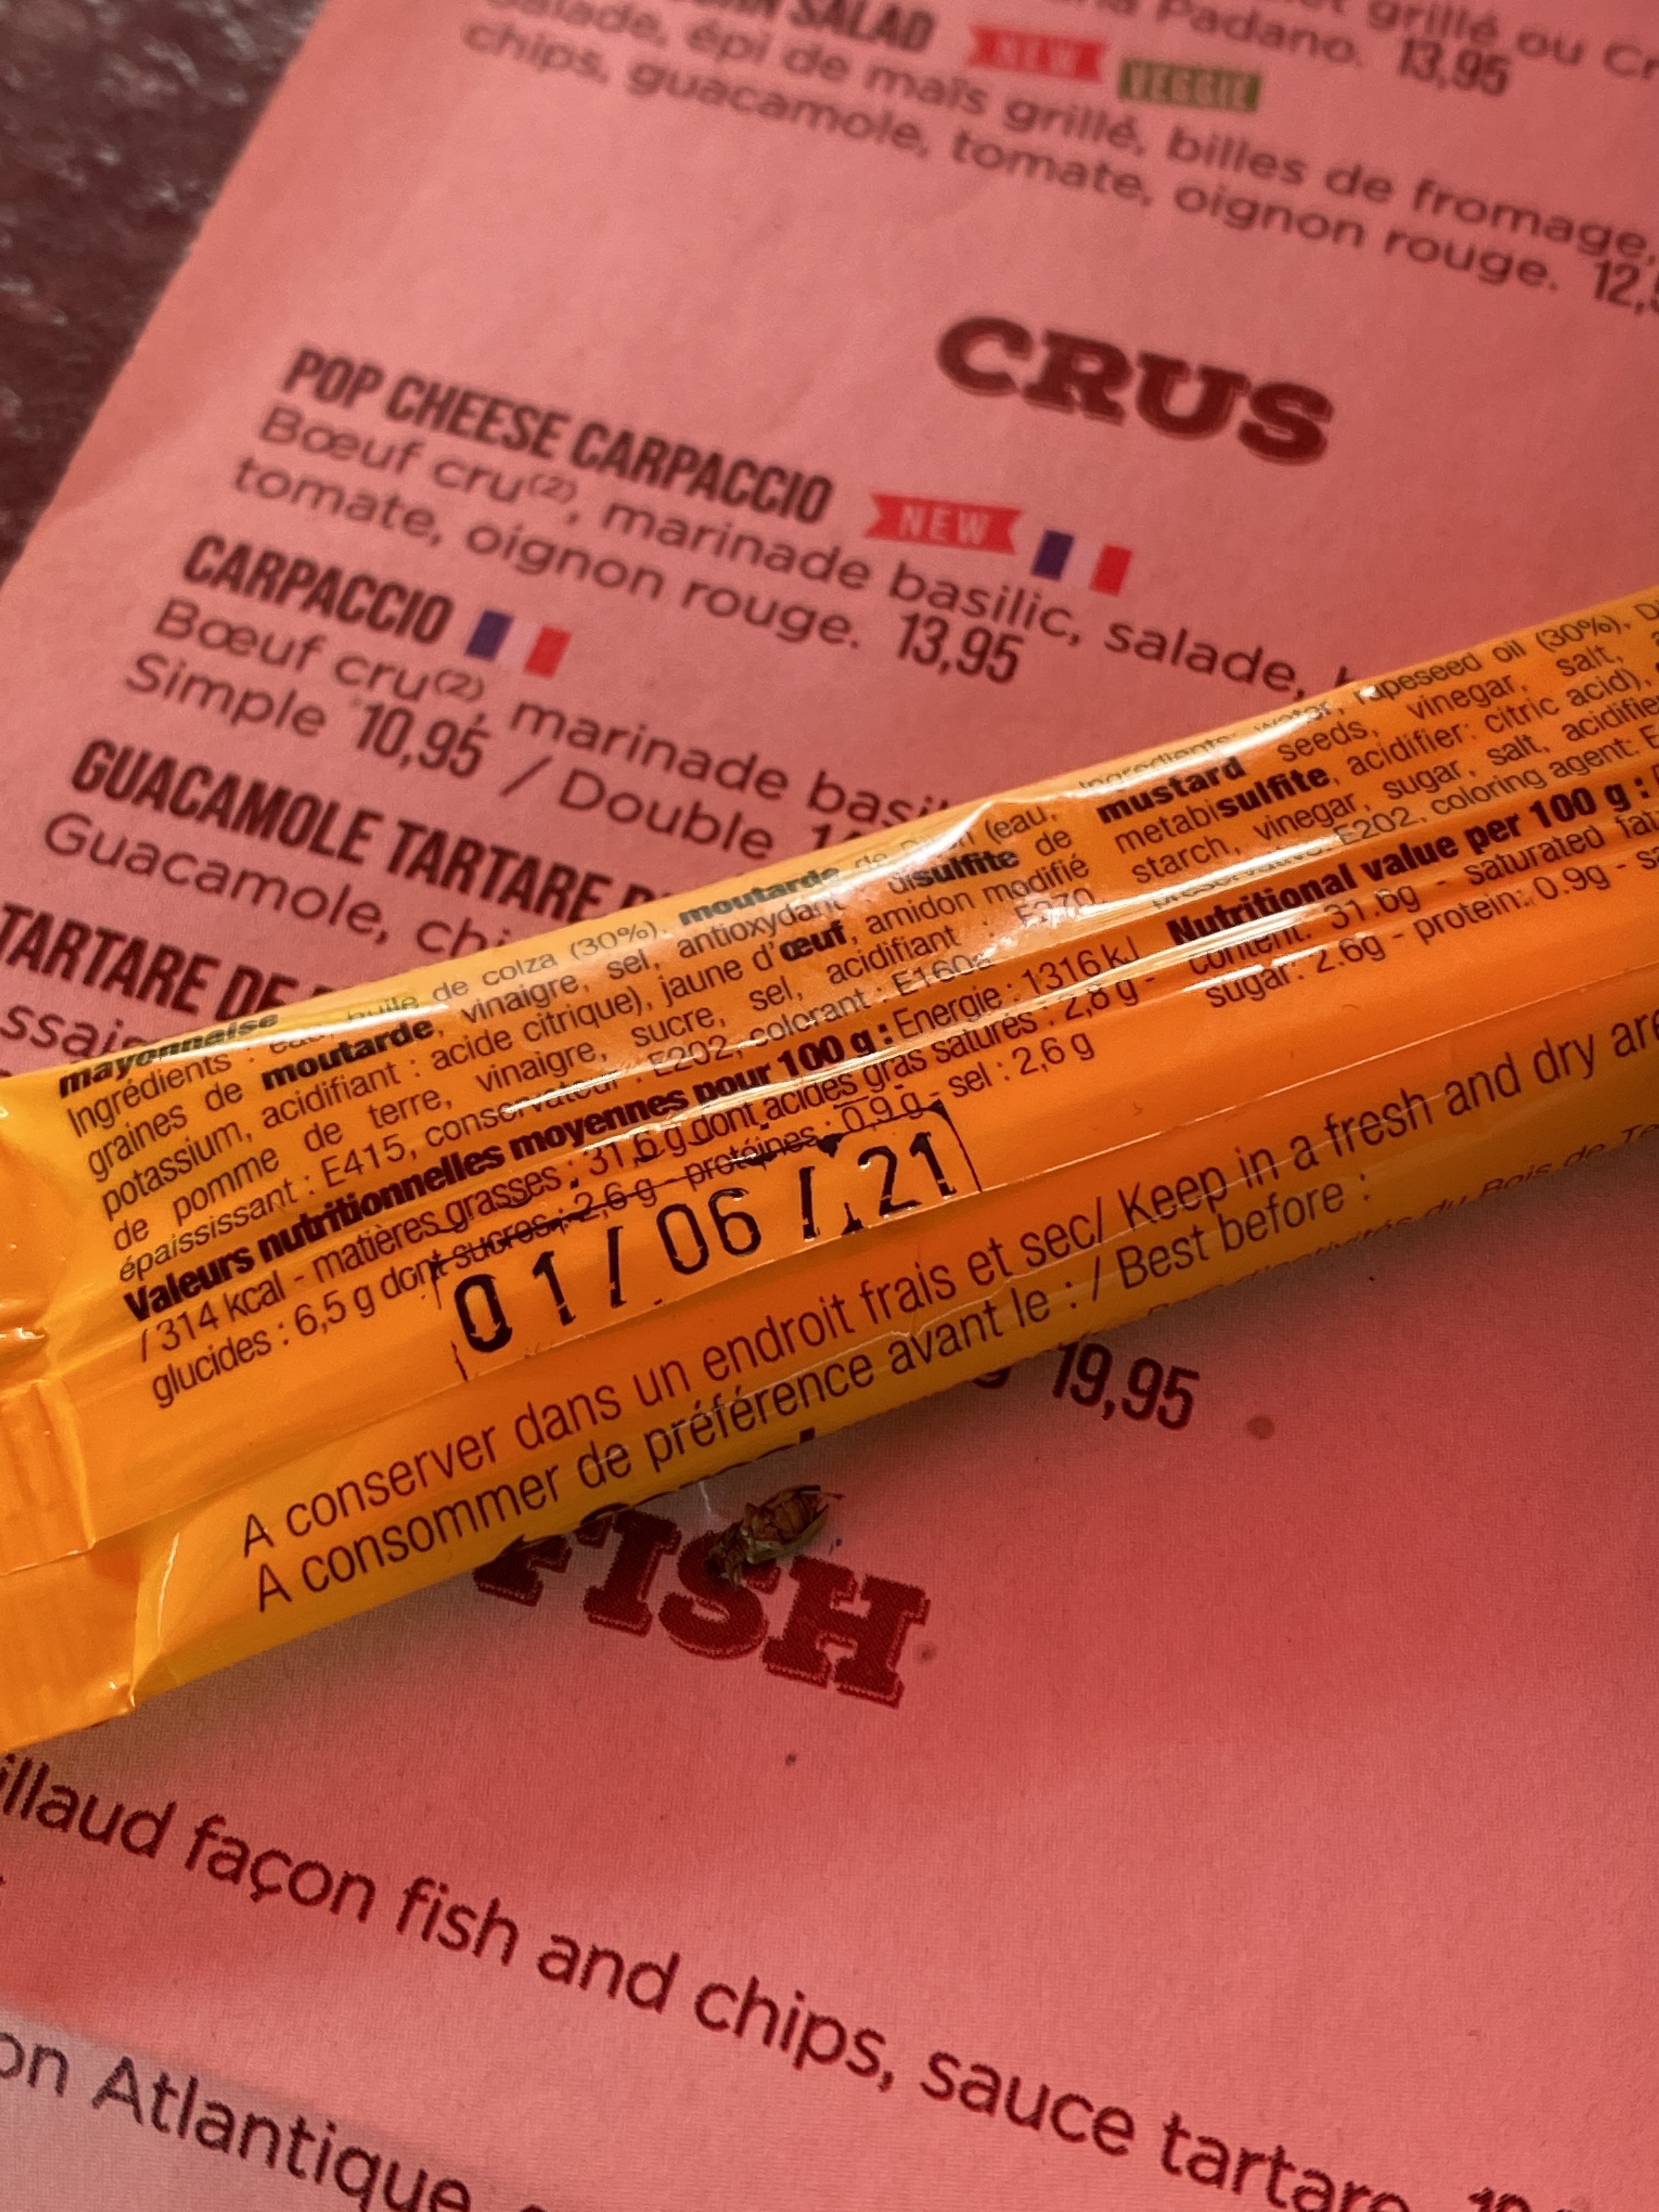 SALAD NEW VEGGIE
salade, épi de maïs grillé, billes de fromage,
chips, guacamole, tomate, oignon rouge.
grillé ou
Padano. 13,95
CRUS
POP CHEESE CARPACCIO NEW
Bœuf cru(2), marinade basilic, salade,
tomate, oignon rouge. 13,95
CARPACCIO
Bœuf cru(2), marinade
Simple 10,95 / Double
GUACAMOLE TARTARE
Guacamole,
TARTARE DE
mayonnaise
Ingrédients : eau, huile de colza (30%), moutarde de (eau,
graines de moutarde, vinaigre, sel, antioxydant disulfite de
potassium, acidifiant : acide citrique), jaune d'œuf, amidon modifié
de pomme de terre, vinaigre, sucre, sel, acidifiant : E270,
épaississant : E415, conservateur : E202, colorant : E160a
Valeurs nutritionnelles moyennes pour 100 g : Energie : 1316 kJ
/ 314 kcal - matières grasses : 31,6 g dont acides gras saturés : 2,8 g -
glucides : 6,5 g dont sucres : 2,6 g - protéines : 0,9 g - sel : 2,6 g
Ingredients: water, rapeseed oil (30%),
mustard seeds, vinegar, salt,
metabisulfite, acidifier: citric acid),
starch, vinegar, sugar, salt, acidifier
preservative: E202, coloring agent:
Nutritional value per 100 g :
content: 31.6g - saturated
sugar: 2.6g - protein: 0.9g -
01/06/21
A conserver dans un endroit frais et sec/ Keep in a fresh and dry
A consommer de préférence avant le : / Best before :
19,95
FISH
façon fish and chips, sauce tartare.
Atlantique